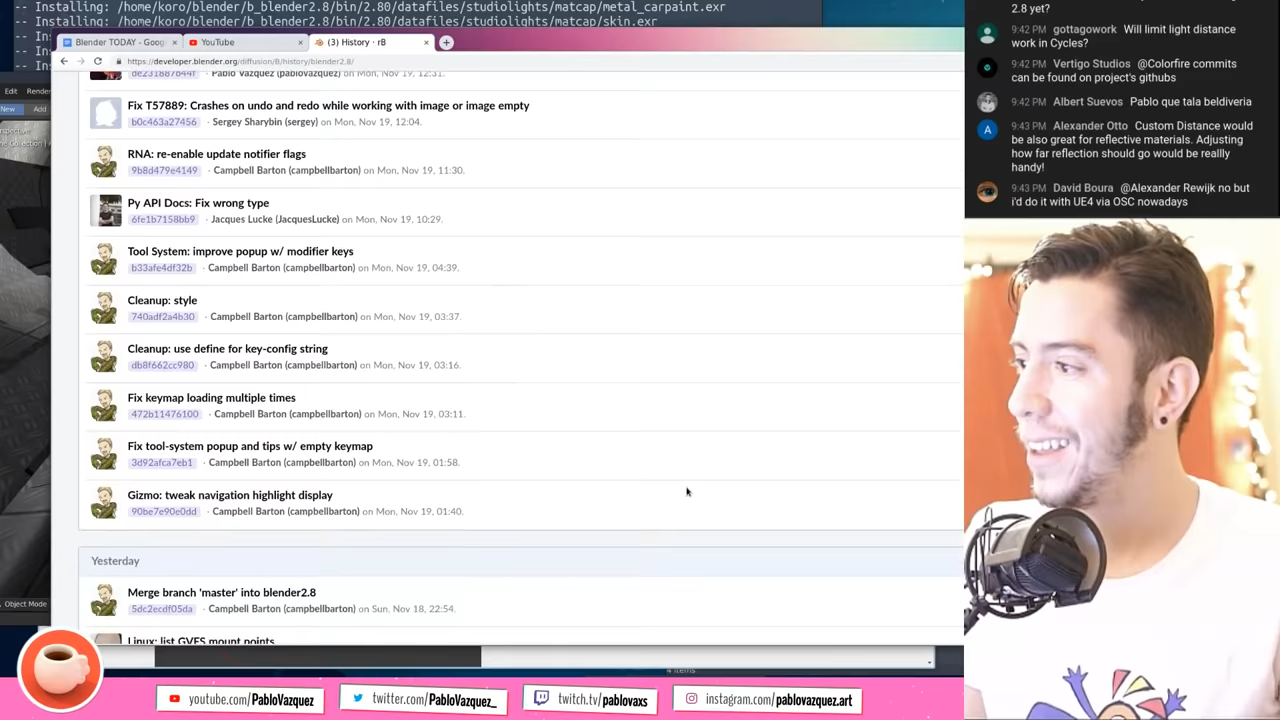 -- Installing: /home/koro/blender/b_blender2.8/bin/2.80/datafiles/studiolights/matcap/metal_carpaint.exr
-- Installing: /home/koro/blender/b_blender2.8/bin/2.80/datafiles/studiolights/matcap/skin.exr
-- I
-- I
-- I
Blender TODAY - Goog
YouTube
(3) History · rB
https://developer.blender.org/diffusion/B/history/blender2.8/
Edit Render
New Add
de231887b44f · Pablo Vazquez (pablovazquez) on Mon, Nov 19, 12:31.
Fix T57889: Crashes on undo and redo while working with image or image empty
b0c463a27456 · Sergey Sharybin (sergey) on Mon, Nov 19, 12:04.
RNA: re-enable update notifier flags
9b8d479e4149 · Campbell Barton (campbellbarton) on Mon, Nov 19, 11:30.
Py API Docs: Fix wrong type
6fe1b7158bb9 · Jacques Lucke (JacquesLucke) on Mon, Nov 19, 10:29.
Tool System: improve popup w/ modifier keys
b33afe4df32b · Campbell Barton (campbellbarton) on Mon, Nov 19, 04:39.
Cleanup: style
740adf2a4b30 · Campbell Barton (campbellbarton) on Mon, Nov 19, 03:37.
Cleanup: use define for key-config string
db8f662cc980 · Campbell Barton (campbellbarton) on Mon, Nov 19, 03:16.
Fix keymap loading multiple times
472b11476100 · Campbell Barton (campbellbarton) on Mon, Nov 19, 03:11.
Fix tool-system popup and tips w/ empty keymap
3d92afca7eb1 · Campbell Barton (campbellbarton) on Mon, Nov 19, 01:58.
Gizmo: tweak navigation highlight display
90be7e90e0dd · Campbell Barton (campbellbarton) on Mon, Nov 19, 01:40.
Yesterday
Merge branch 'master' into blender2.8
5dc2ecdf05da · Campbell Barton (campbellbarton) on Sun, Nov 18, 22:54.
Linux: list GVFS mount points
Object Mode
4 items
2.8 yet?
9:42 PM gottagowork Will limit light distance
work in Cycles?
9:42 PM Vertigo Studios @Colorfire commits
can be found on project's githubs
9:42 PM Albert Suevos Pablo que tala beldiveria
9:43 PM Alexander Otto Custom Distance would
be also great for reflective materials. Adjusting
how far reflection should go would be reallly
handy!
A
9:43 PM David Boura @Alexander Rewijk no but
i'd do it with UE4 via OSC nowadays
youtube.com/PabloVazquez
twitter.com/PabloVazquez_
twitch.tv/pablovaxs
instagram.com/pablovazquez.art